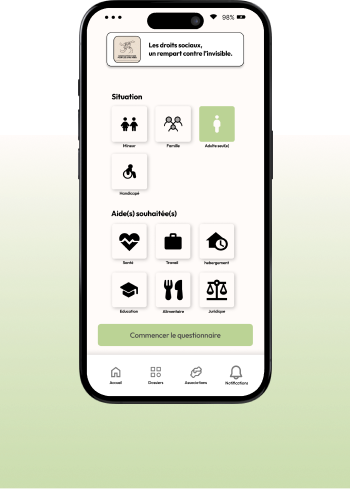 98%
Les droits sociaux,
un rempart contre l'invisible.
Situation
Mineur
Famille
Adulte seul(e)
Handicapé
Aide(s) souhaitée(s)
Santé
Travail
hebergement
Education
Alimentaire
Juridique
Commencer le questionnaire
Accueil
Dossiers
Associations
Notifications